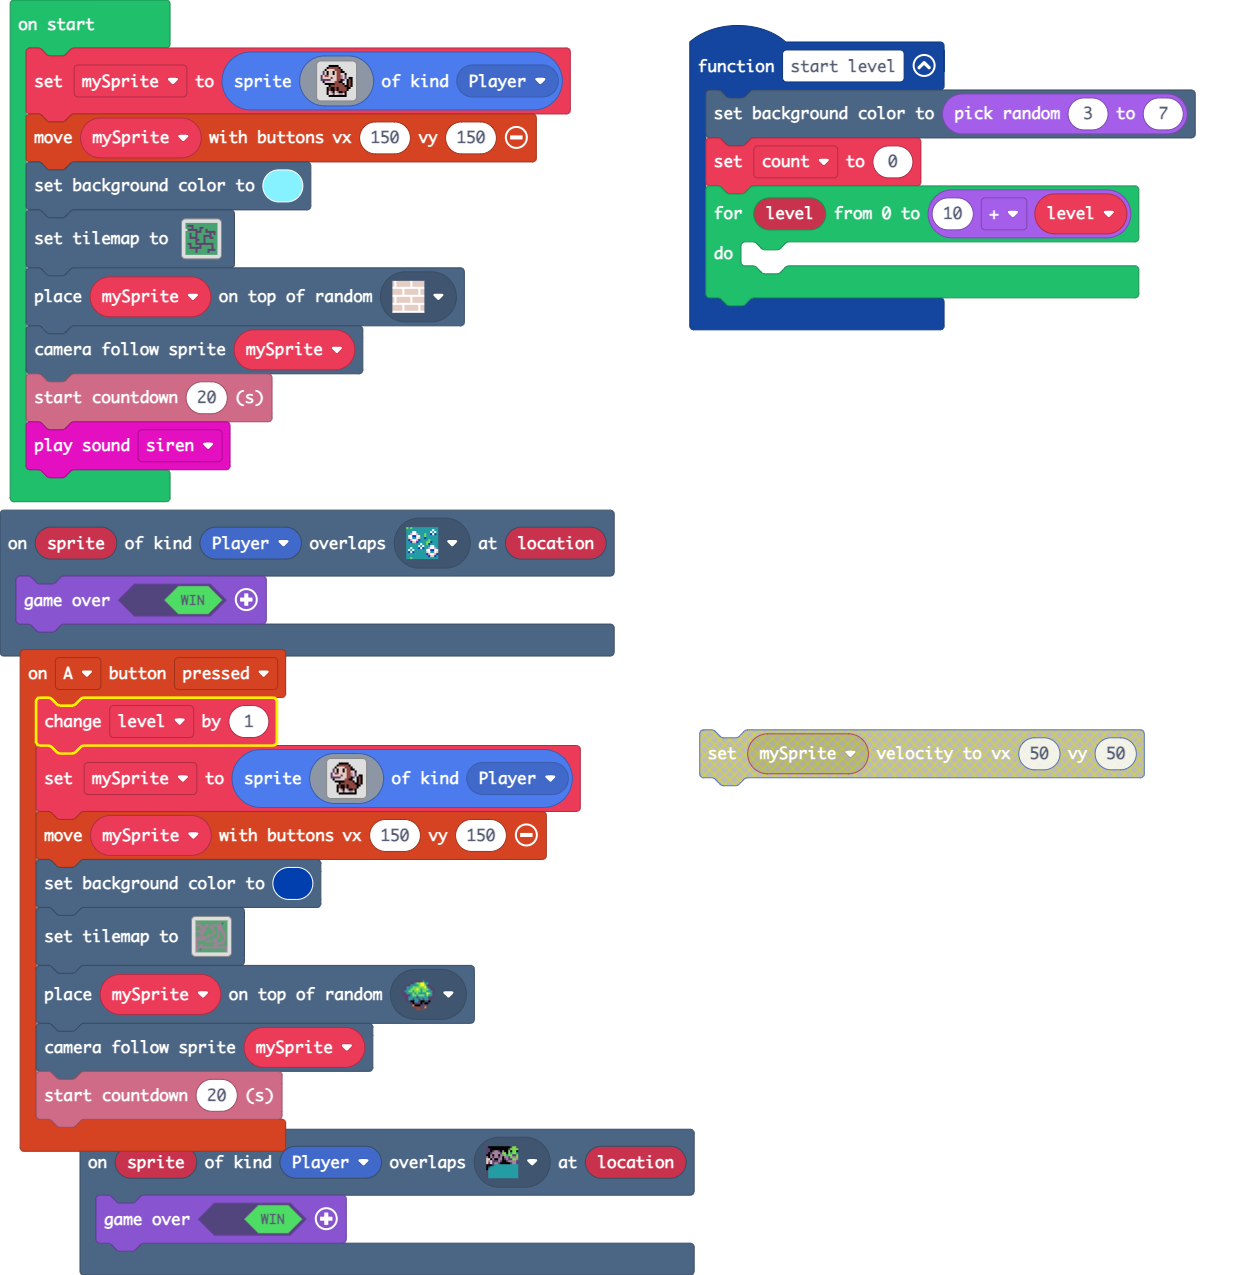 on start
set mySprite to sprite of kind Player
move mySprite with buttons vx 150 vy 150
set background color to
set tilemap to
place mySprite on top of random
camera follow sprite mySprite
start countdown 20 (s)
play sound siren
function start level
set background color to pick random 3 to 7
set count to 0
for level from 0 to 10 + level
do
on sprite of kind Player overlaps at location
game over WIN
on A button pressed
change level by 1
set mySprite to sprite of kind Player
move mySprite with buttons vx 150 vy 150
set background color to
set tilemap to
place mySprite on top of random
camera follow sprite mySprite
start countdown 20 (s)
set mySprite velocity to vx 50 vy 50
on sprite of kind Player overlaps at location
game over WIN